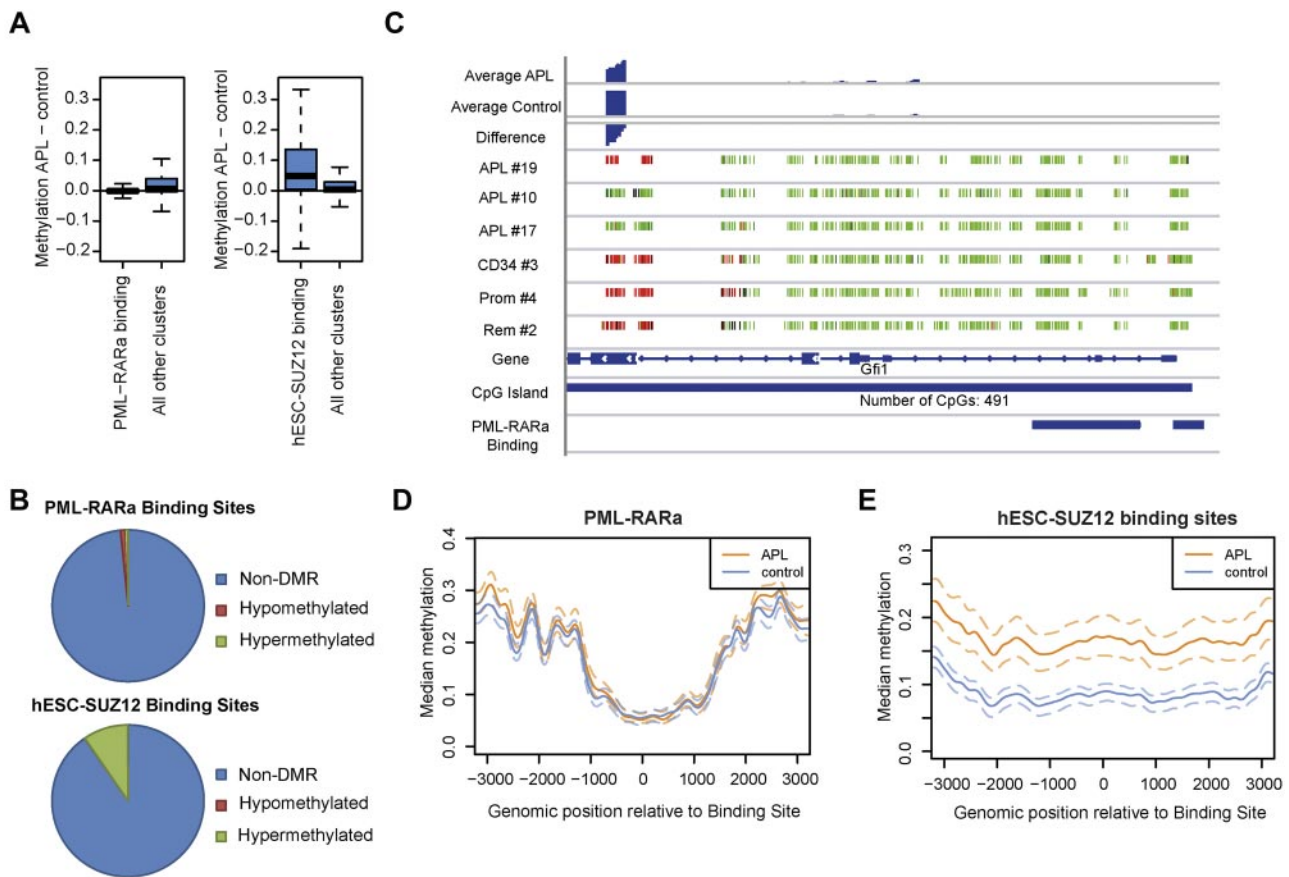 A
Methylation APL – control
0.3
0.2
0.1
0.0
−0.1
−0.2
PML−RARa binding
All other clusters
Methylation APL – control
0.3
0.2
0.1
0.0
−0.1
−0.2
hESC−SUZ12 binding
All other clusters
B
PML-RARa Binding Sites
Non-DMR
Hypomethylated
Hypermethylated
hESC-SUZ12 Binding Sites
Non-DMR
Hypomethylated
Hypermethylated
C
Average APL
Average Control
Difference
APL #19
APL #10
APL #17
CD34 #3
Prom #4
Rem #2
Gene
Gfi1
CpG Island
Number of CpGs: 491
PML-RARa
Binding
D
PML-RARa
APL
control
Median methylation
0.4
0.3
0.2
0.1
0.0
−3000 −2000 −1000 0 1000 2000 3000
Genomic position relative to Binding Site
E
hESC-SUZ12 binding sites
APL
control
Median methylation
0.3
0.2
0.1
0.0
−3000 −2000 −1000 0 1000 2000 3000
Genomic position relative to Binding Site